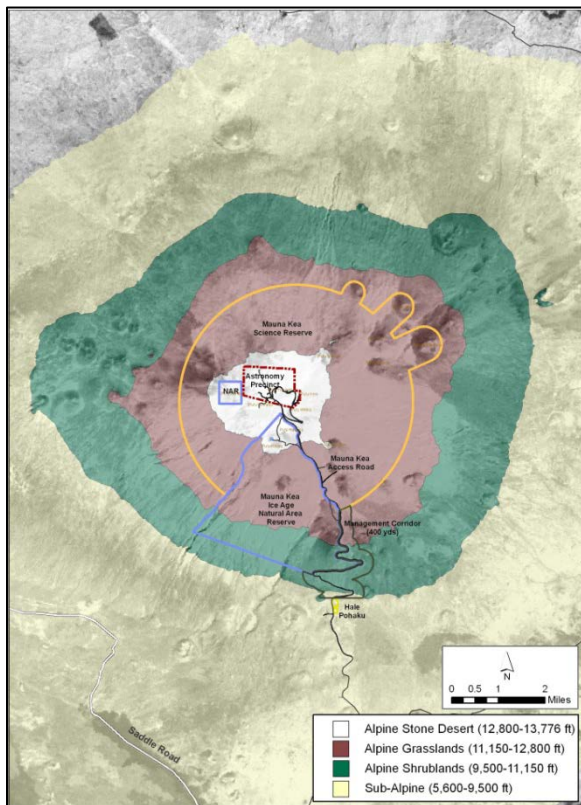 Mauna Kea
Science Reserve
Astronomy
Precinct
NAR
Mauna Kea
Access Road
Mauna Kea
Ice Age
Natural Area
Reserve
Management Corridor
(400 yds)
Hale
Pohaku
Saddle Road
N
0 0.5 1 2
Miles
Alpine Stone Desert (12,800-13,776 ft)
Alpine Grasslands (11,150-12,800 ft)
Alpine Shrublands (9,500-11,150 ft)
Sub-Alpine (5,600-9,500 ft)